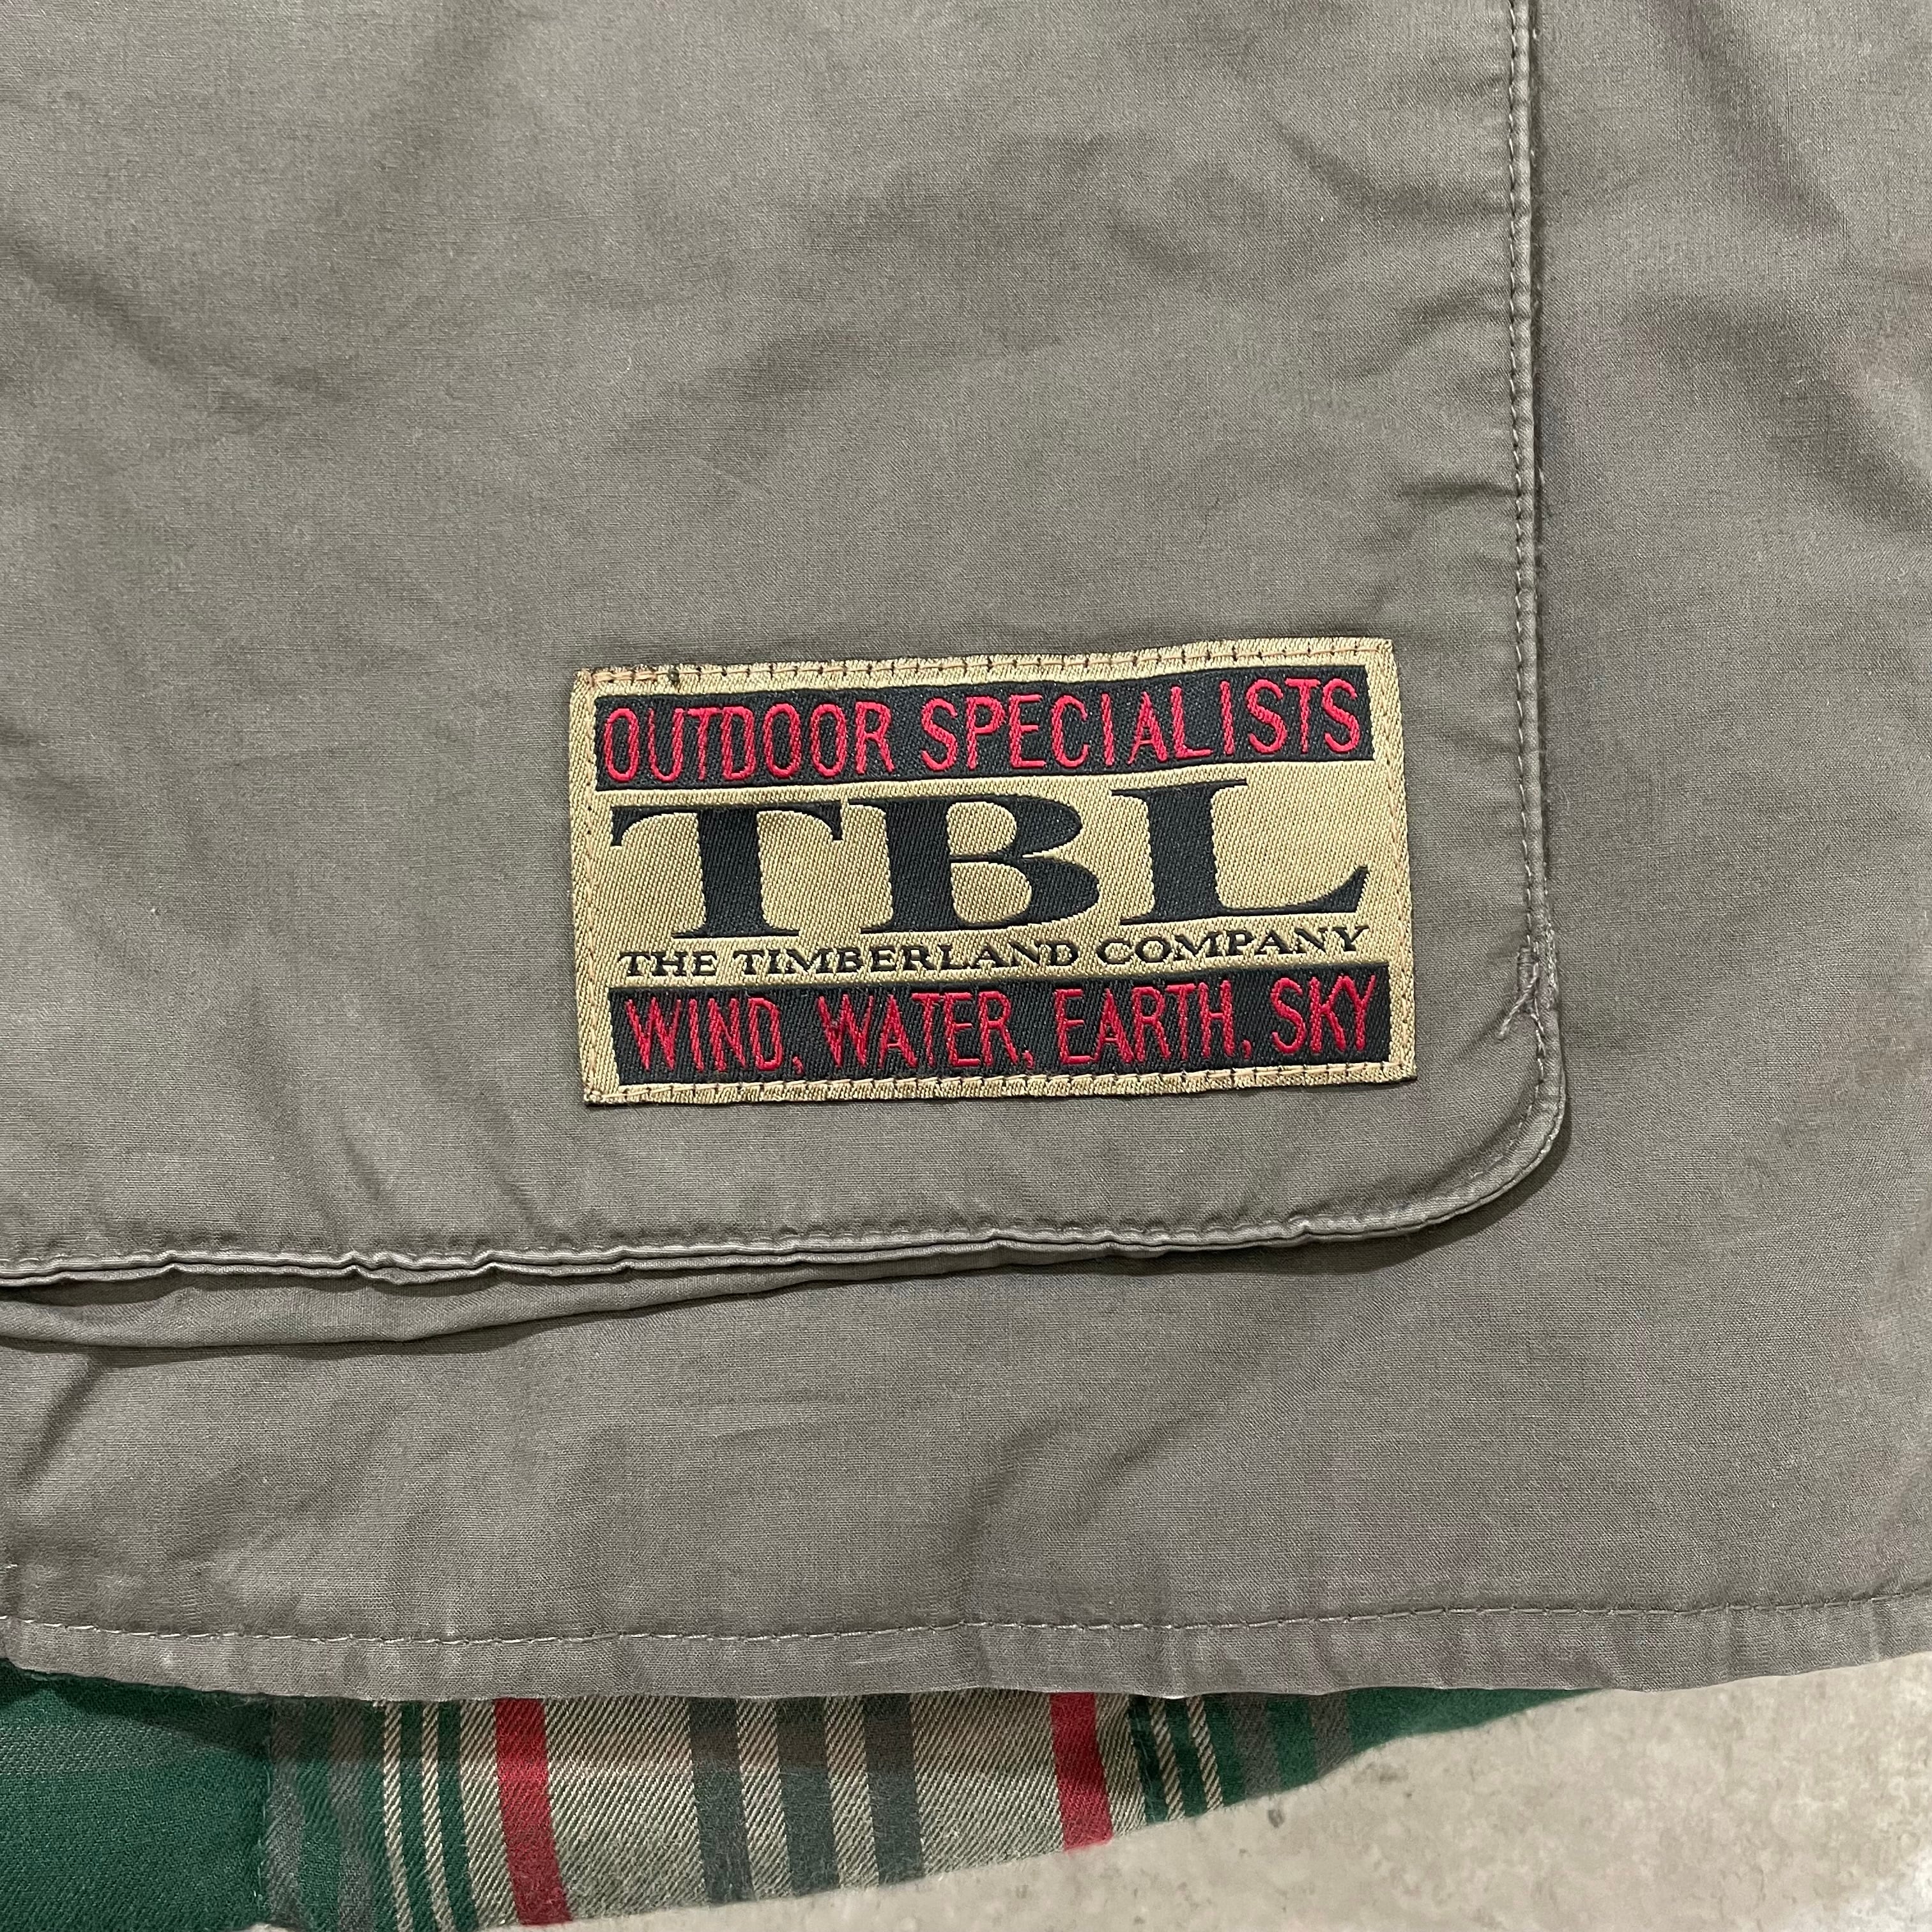 OUTDOOR SPECIALISTS
TBL
THE TIMBERLAND COMPANY
WIND, WATER, EARTH, SKY